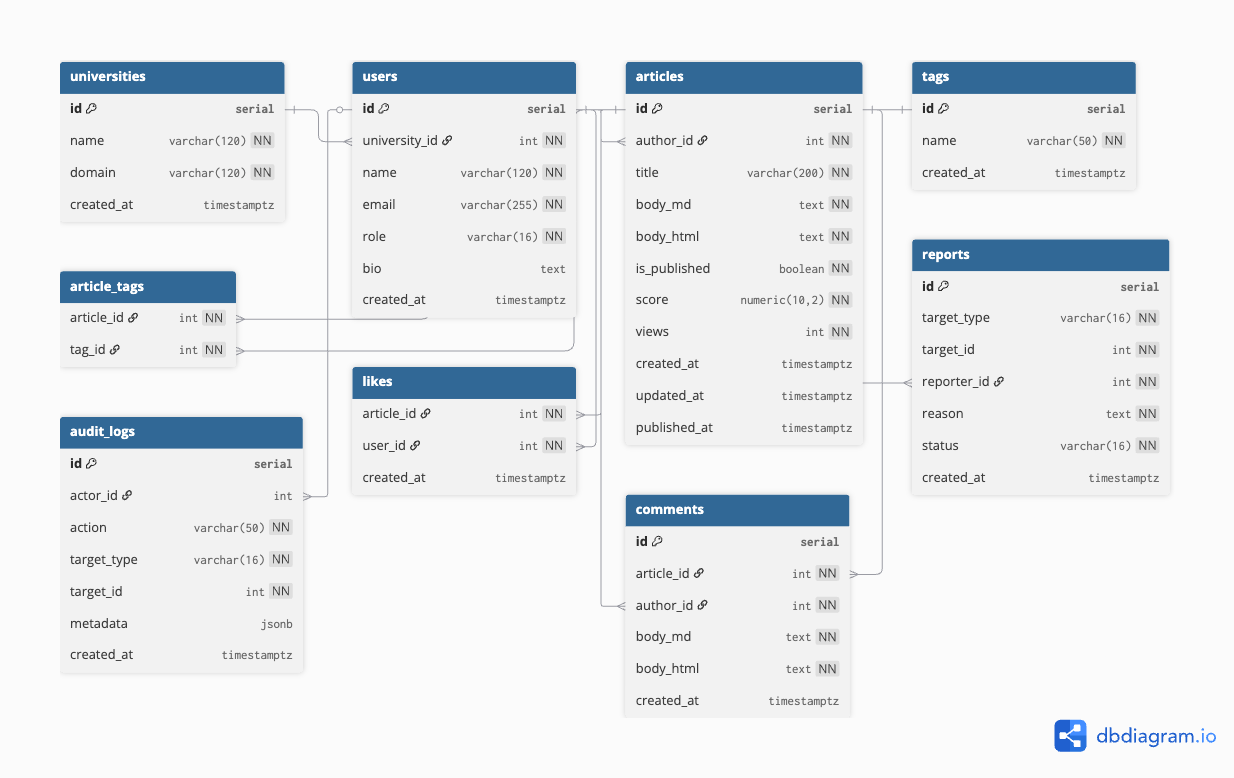 universities
id serial
name varchar(120) NN
domain varchar(120) NN
created_at timestamptz
users
id serial
university_id int NN
name varchar(120) NN
email varchar(255) NN
role varchar(16) NN
bio text
created_at timestamptz
articles
id serial
author_id int NN
title varchar(200) NN
body_md text NN
body_html text NN
is_published boolean NN
score numeric(10,2) NN
views int NN
created_at timestamptz
updated_at timestamptz
published_at timestamptz
tags
id serial
name varchar(50) NN
created_at timestamptz
article_tags
article_id int NN
tag_id int NN
likes
article_id int NN
user_id int NN
created_at timestamptz
reports
id serial
target_type varchar(16) NN
target_id int NN
reporter_id int NN
reason text NN
status varchar(16) NN
created_at timestamptz
audit_logs
id serial
actor_id int
action varchar(50) NN
target_type varchar(16) NN
target_id int NN
metadata jsonb
created_at timestamptz
comments
id serial
article_id int NN
author_id int NN
body_md text NN
body_html text NN
created_at timestamptz
dbdiagram.io